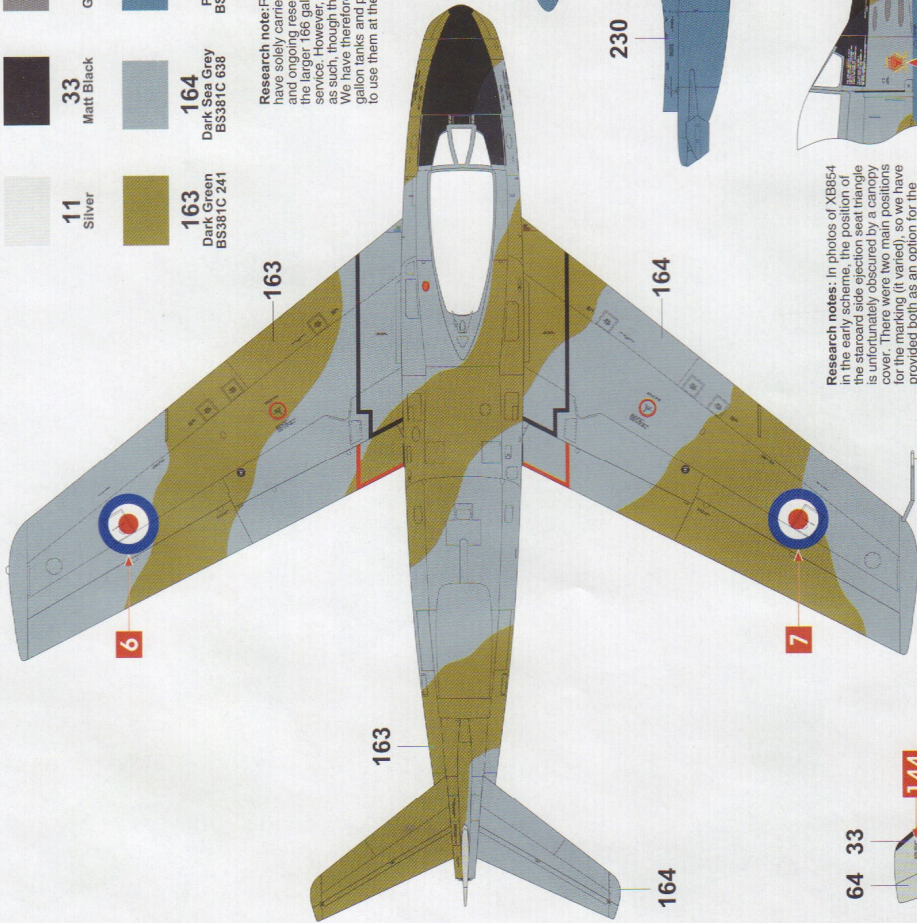 11
Silver
33
Matt Black
G
163
Dark Green
BS381C 241
164
Dark Sea Grey
BS381C 638
BS
Research note:
have solely carrie
and ongoing rese
the larger 166 gal
service. However,
as such, though th
We have therefor
gallon tanks and p
to use them at the
163
6
230
163
164
7
164
Research notes: In photos of XB854
in the early scheme, the position of
the staroard side ejection seat triangle
is unfortunately obscured by a canopy
cover. There were two main positions
for the marking (it varied), so we have
provided both as an option for the
64
33
144